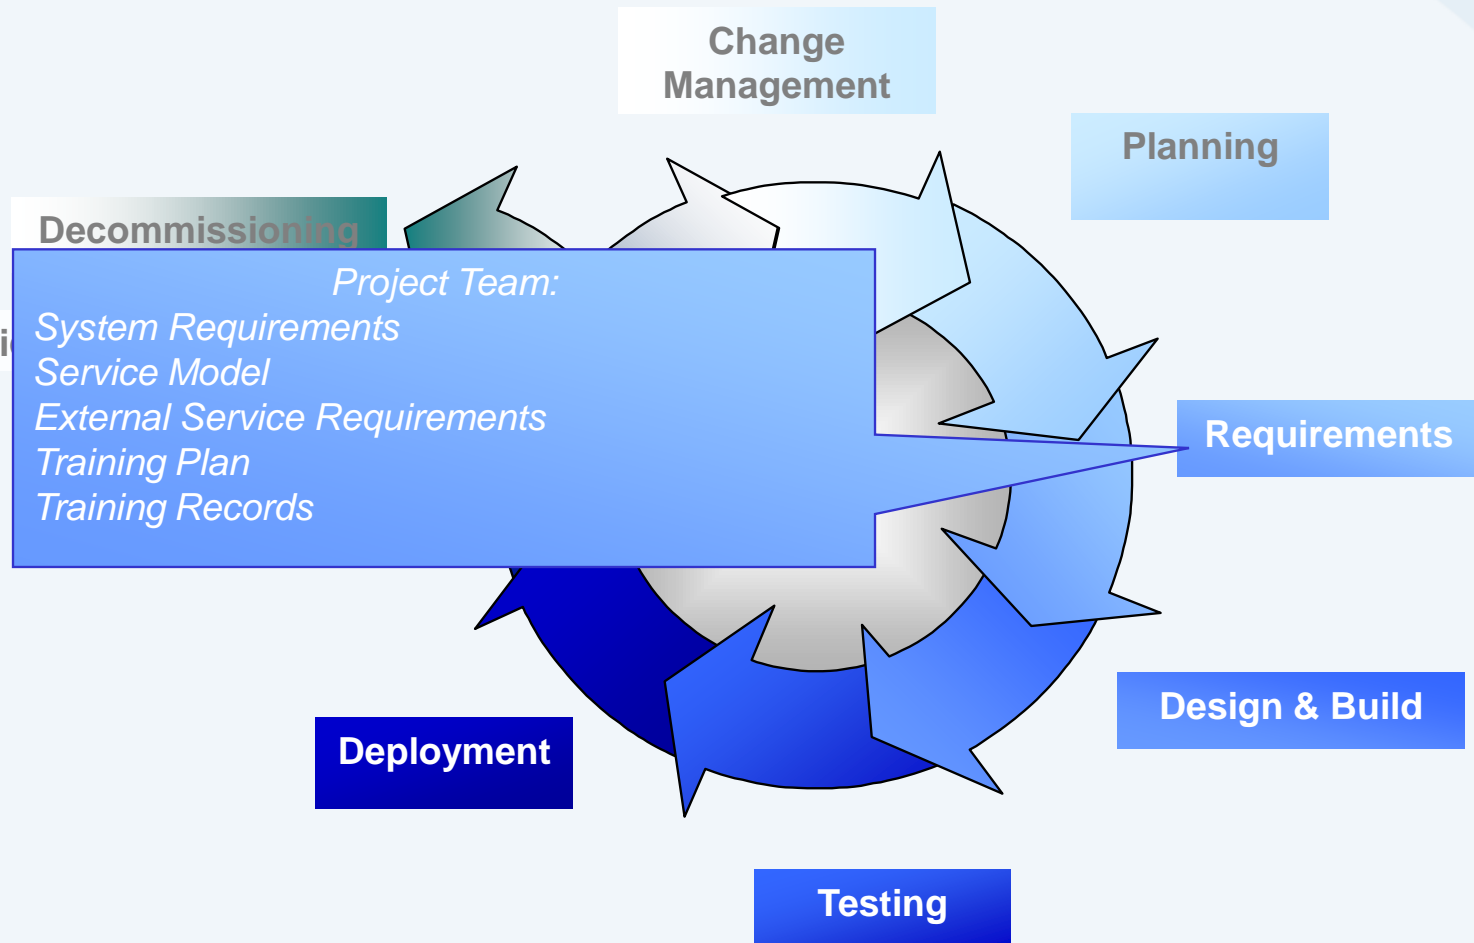 Change
Management
Planning
Decommissioning
Project Team:
System Requirements
Service Model
External Service Requirements
Training Plan
Training Records
Requirements
Design & Build
Deployment
Testing